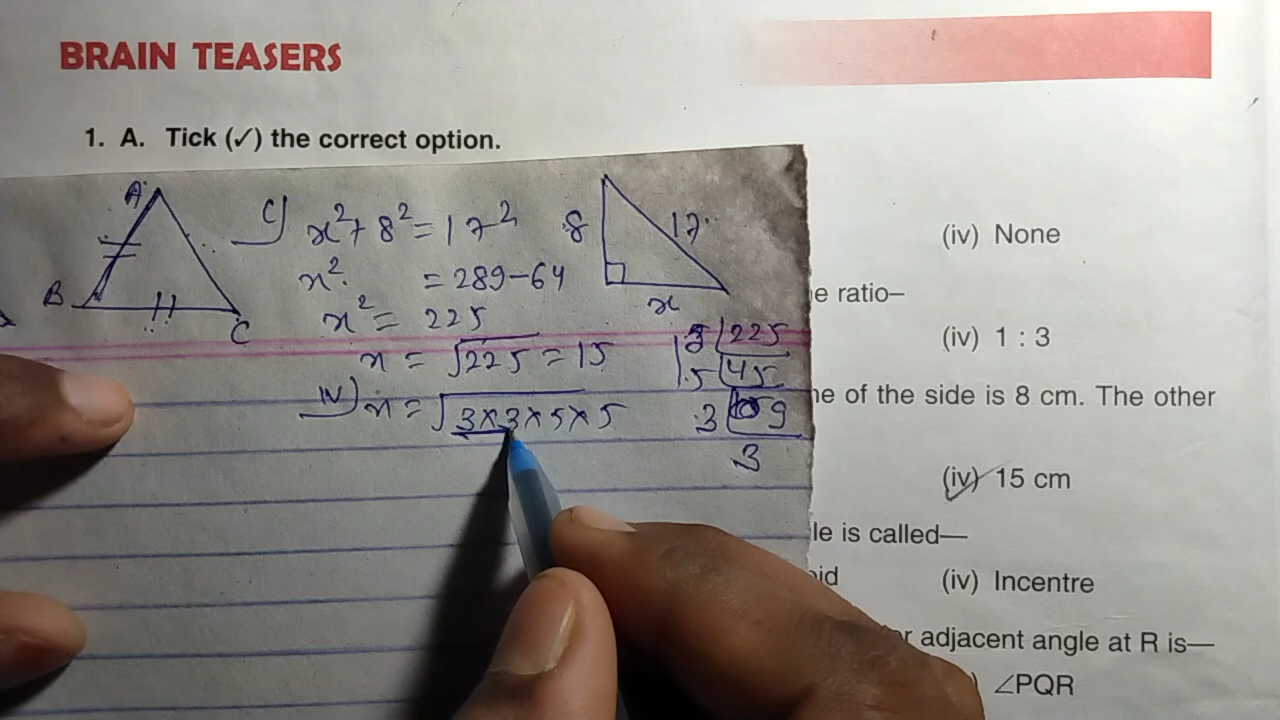 BRAIN TEASERS
1. A. Tick (✓) the correct option.
A
B
C
C) x² + 8² = 17²
x² = 289 - 64
x² = 225
x = √225 = 15
iv) x = √3×3×5×5
8
17
x
5 225
5 45
3 9
3
(iv) None
e ratio–
(iv) 1 : 3
ne of the side is 8 cm. The other
(iv) 15 cm
le is called—
(iv) Incentre
adjacent angle at R is—
∠PQR